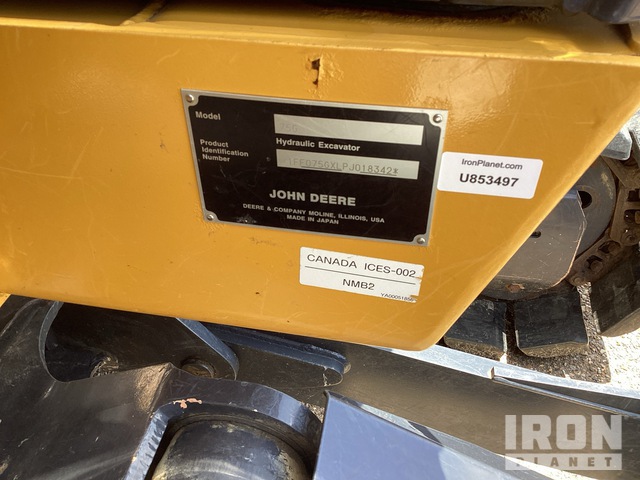 Model
Hydraulic Excavator
Product
Identification
Number
1FF075GXLPJ018342*
JOHN DEERE
DEERE & COMPANY MOLINE, ILLINOIS, USA
MADE IN JAPAN
IronPlanet.com
U853497
CANADA ICES-002
NMB2
IRON
PLANET